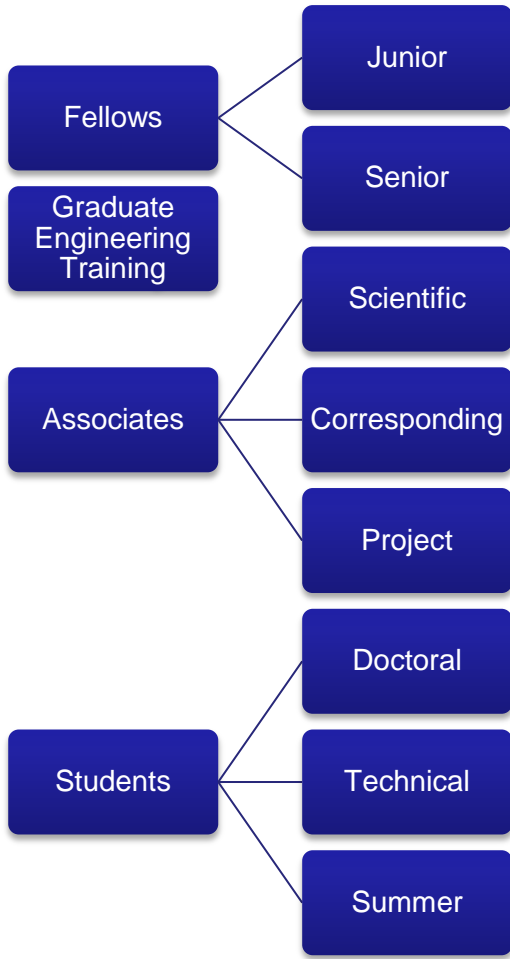 Junior
Fellows
Senior
Graduate
Engineering
Training
Scientific
Associates
Corresponding
Project
Doctoral
Students
Technical
Summer